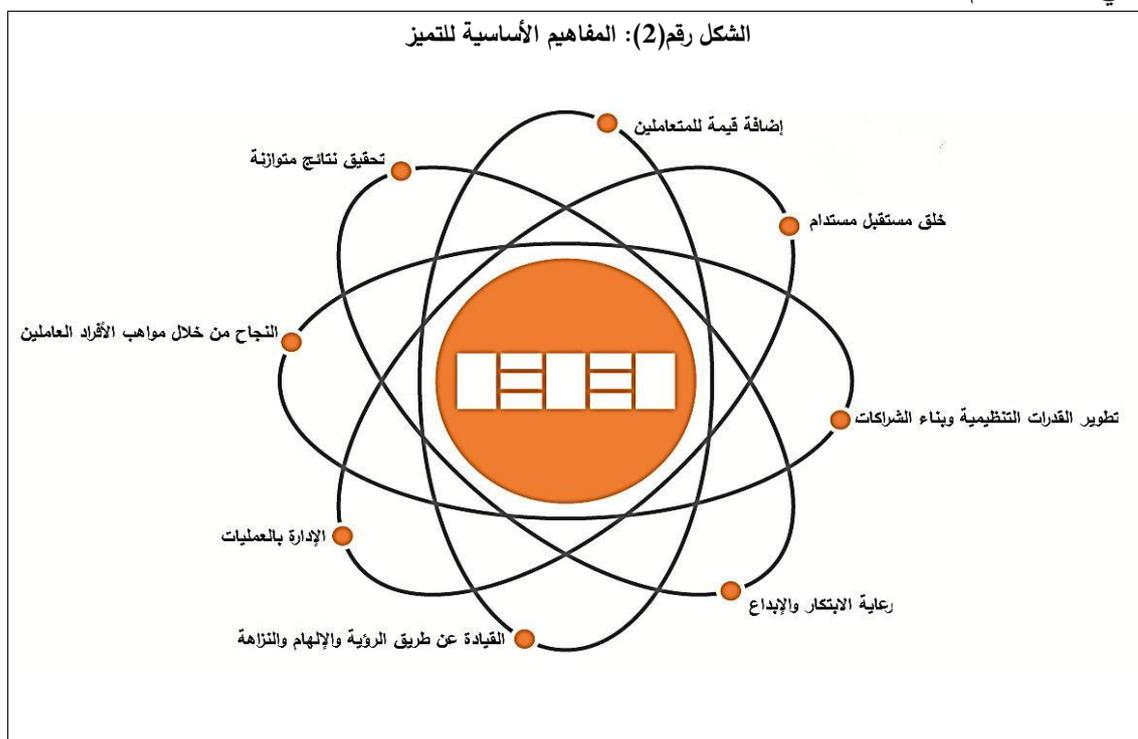 الشكل رقم(2): المفاهيم الأساسية للتميز
إضافة قيمة للمتعاملين
تحقيق نتائج متوازنة
خلق مستقبل مستدام
النجاح من خلال مواهب الأفراد العاملين
تطوير القدرات التنظيمية وبناء الشراكات
الإدارة بالعمليات
رعاية الابتكار والإبداع
القيادة عن طريق الرؤية والإلهام والنزاهة